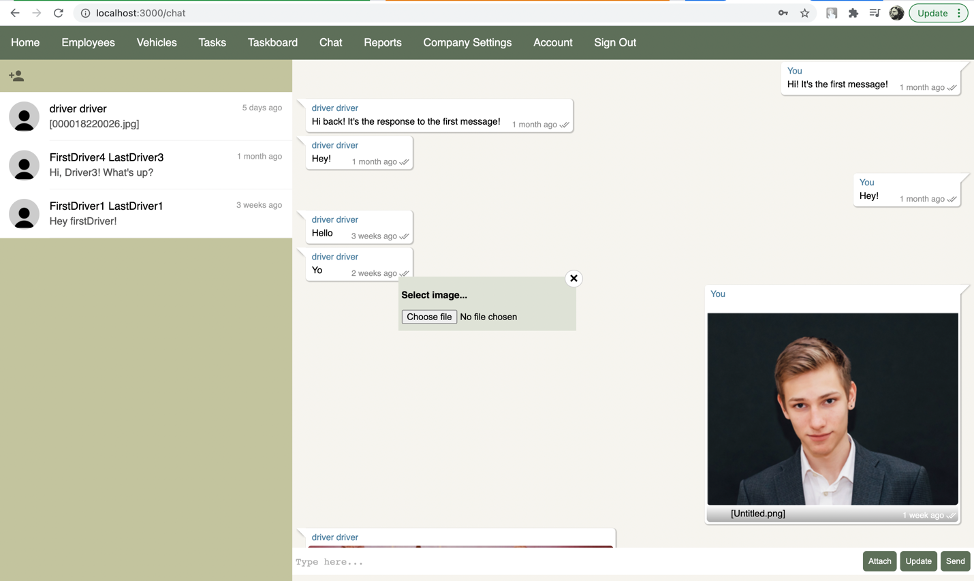 localhost:3000/chat
Update
Home Employees Vehicles Tasks Taskboard Chat Reports Company Settings Account Sign Out
driver driver 5 days ago
[000018220026.jpg]
FirstDriver4 LastDriver3 1 month ago
Hi, Driver3! What's up?
FirstDriver1 LastDriver1 3 weeks ago
Hey firstDriver!
You
Hi! It's the first message! 1 month ago
driver driver
Hi back! It's the response to the first message! 1 month ago
driver driver
Hey! 1 month ago
You
Hey! 1 month ago
driver driver
Hello 3 weeks ago
driver driver
Yo 2 weeks ago
Select image...
Choose file No file chosen
You
[Untitled.png] 1 week ago
driver driver
Type here...
Attach Update Send